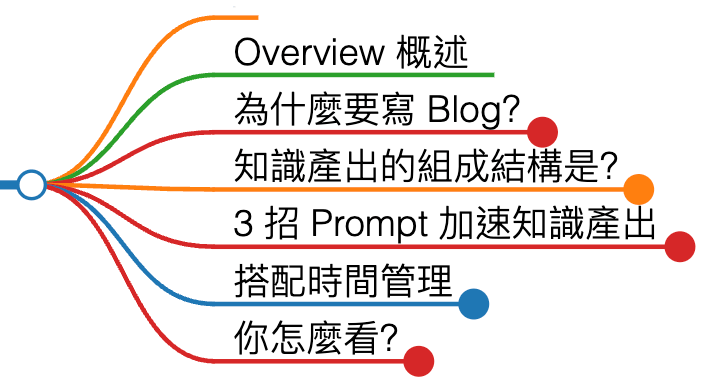 Overview 概述
為什麼要寫 Blog?
知識產出的組成結構是?
3 招 Prompt 加速知識產出
搭配時間管理
你怎麼看?